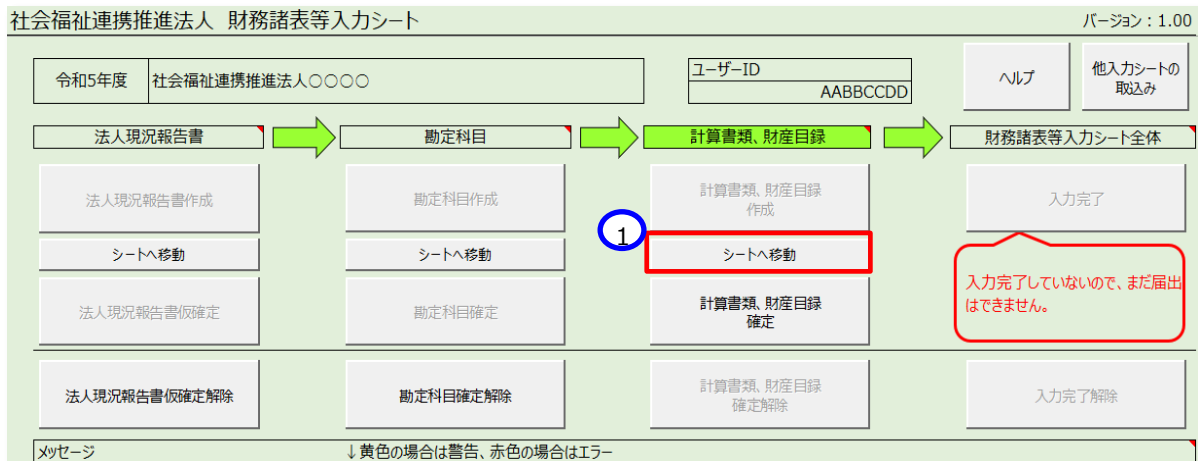 社会福祉連携推進法人 財務諸表等入力シート
バージョン：1.00
令和5年度
社会福祉連携推進法人○○○○
ユーザーID
AABBCCDD
ヘルプ
他入力シートの
取込み
法人現況報告書
勘定科目
計算書類、財産目録
財務諸表等入力シート全体
法人現況報告書作成
勘定科目作成
計算書類、財産目録
作成
入力完了
1
シートへ移動
シートへ移動
シートへ移動
入力完了していないので、まだ届出
はできません。
法人現況報告書仮確定
勘定科目確定
計算書類、財産目録
確定
法人現況報告書仮確定解除
勘定科目確定解除
計算書類、財産目録
確定解除
入力完了解除
メッセージ
↓黄色の場合は警告、赤色の場合はエラー